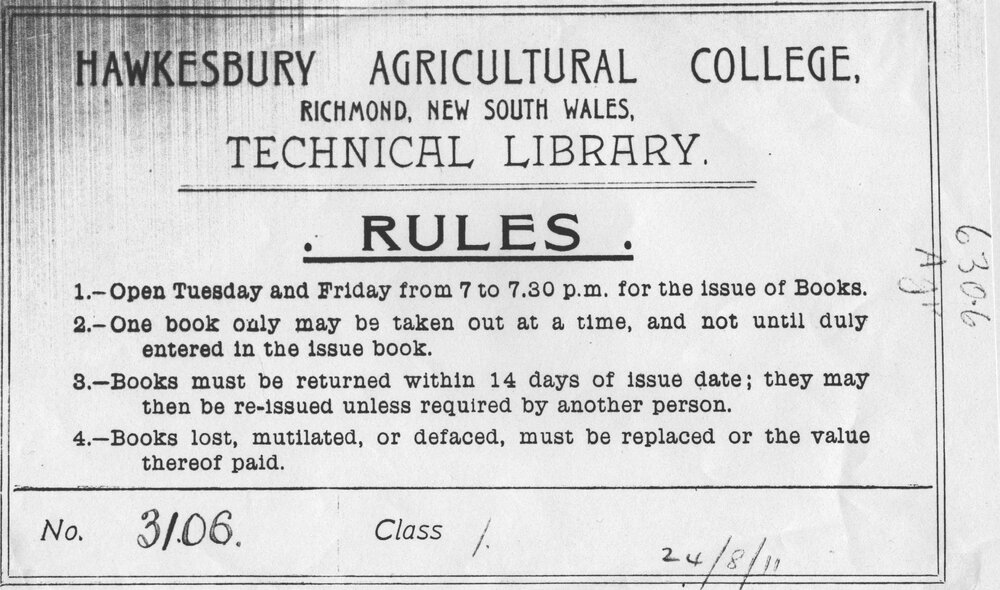 HAWKESBURY AGRICULTURAL COLLEGE,
RICHMOND, NEW SOUTH WALES,
TECHNICAL LIBRARY.
. RULES .
1.—Open Tuesday and Friday from 7 to 7.30 p.m. for the issue of Books.
2.—One book only may be taken out at a time, and not until duly
entered in the issue book.
3.—Books must be returned within 14 days of issue date; they may
then be re-issued unless required by another person.
4.—Books lost, mutilated, or defaced, must be replaced or the value
thereof paid.
No. 3106. Class 1.
24/8/11
630.6
Agr